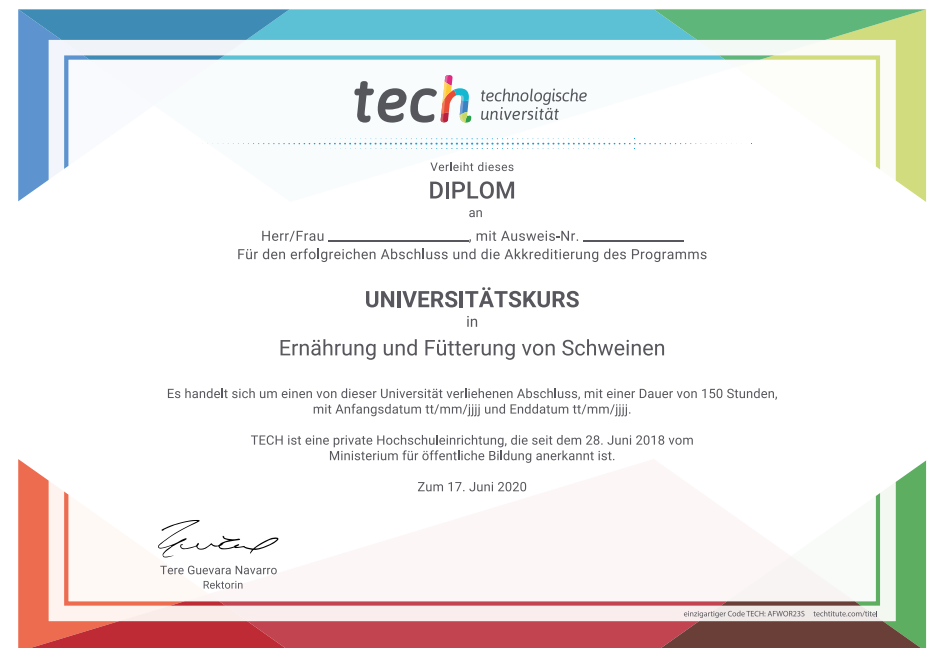 tech technologische
universität
Verleiht dieses
DIPLOM
an
Herr/Frau ____________________, mit Ausweis-Nr. ______________
Für den erfolgreichen Abschluss und die Akkreditierung des Programms
UNIVERSITÄTSKURS
in
Ernährung und Fütterung von Schweinen
Es handelt sich um einen von dieser Universität verliehenen Abschluss, mit einer Dauer von 150 Stunden,
mit Anfangsdatum tt/mm/jjjj und Enddatum tt/mm/jjjj.
TECH ist eine private Hochschuleinrichtung, die seit dem 28. Juni 2018 vom
Ministerium für öffentliche Bildung anerkannt ist.
Zum 17. Juni 2020
Tere Guevara Navarro
Rektorin
einzigartiger Code TECH: AFWOR23S techtitute.com/titel